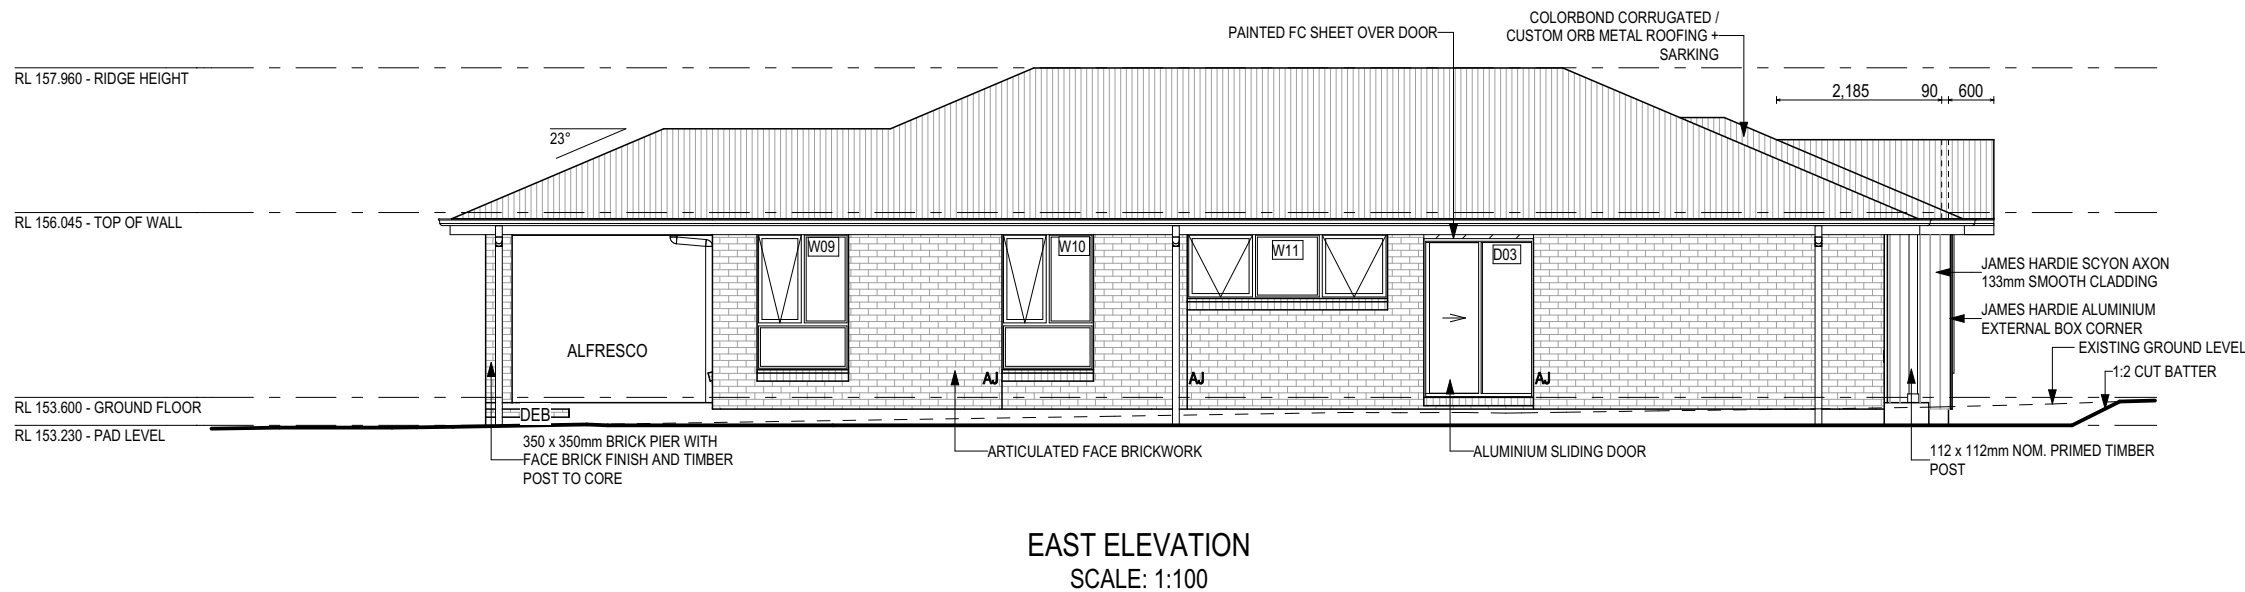 PAINTED FC SHEET OVER DOOR
COLORBOND CORRUGATED /
CUSTOM ORB METAL ROOFING +
SARKING
RL 157.960 - RIDGE HEIGHT
2,185
90
600
23°
RL 156.045 - TOP OF WALL
W09
W10
W11
D03
JAMES HARDIE SCYON AXON
133mm SMOOTH CLADDING
JAMES HARDIE ALUMINIUM
EXTERNAL BOX CORNER
ALFRESCO
EXISTING GROUND LEVEL
1:2 CUT BATTER
AJ
AJ
AJ
RL 153.600 - GROUND FLOOR
DEB
RL 153.230 - PAD LEVEL
350 x 350mm BRICK PIER WITH
FACE BRICK FINISH AND TIMBER
POST TO CORE
ARTICULATED FACE BRICKWORK
ALUMINIUM SLIDING DOOR
112 x 112mm NOM. PRIMED TIMBER
POST
EAST ELEVATION
SCALE: 1:100